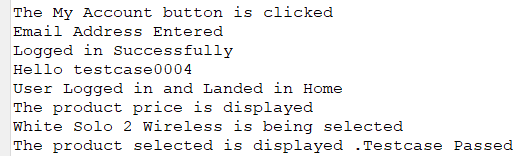 The My Account button is clicked
Email Address Entered
Logged in Successfully
Hello testcase0004
User Logged in and Landed in Home
The product price is displayed
White Solo 2 Wireless is being selected
The product selected is displayed .Testcase Passed